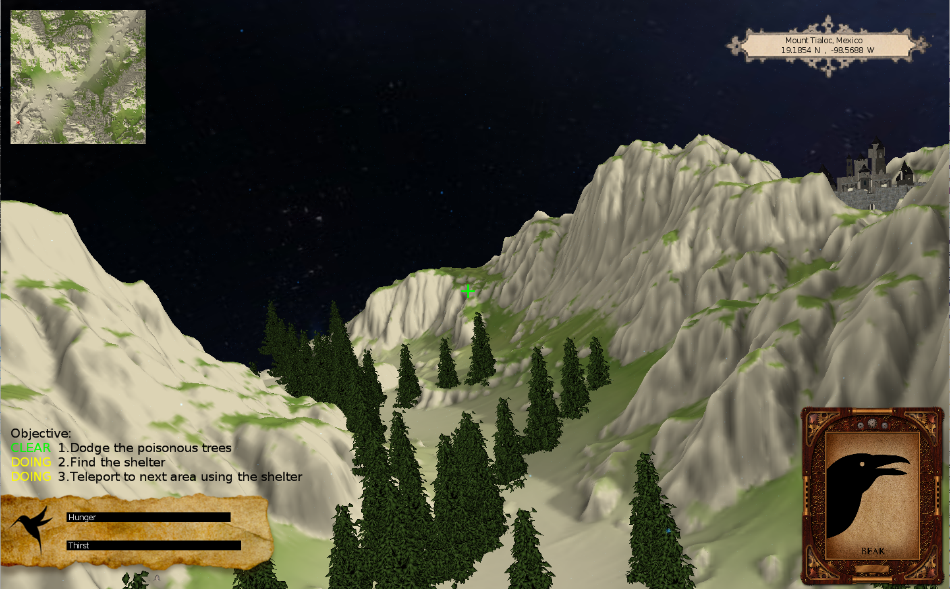 Mount Tlaloc, Mexico
19.1854 N , -98.5688 W
Objective:
CLEAR 1.Dodge the poisonous trees
DOING 2.Find the shelter
DOING 3.Teleport to next area using the shelter
Hunger
Thirst
BEAK